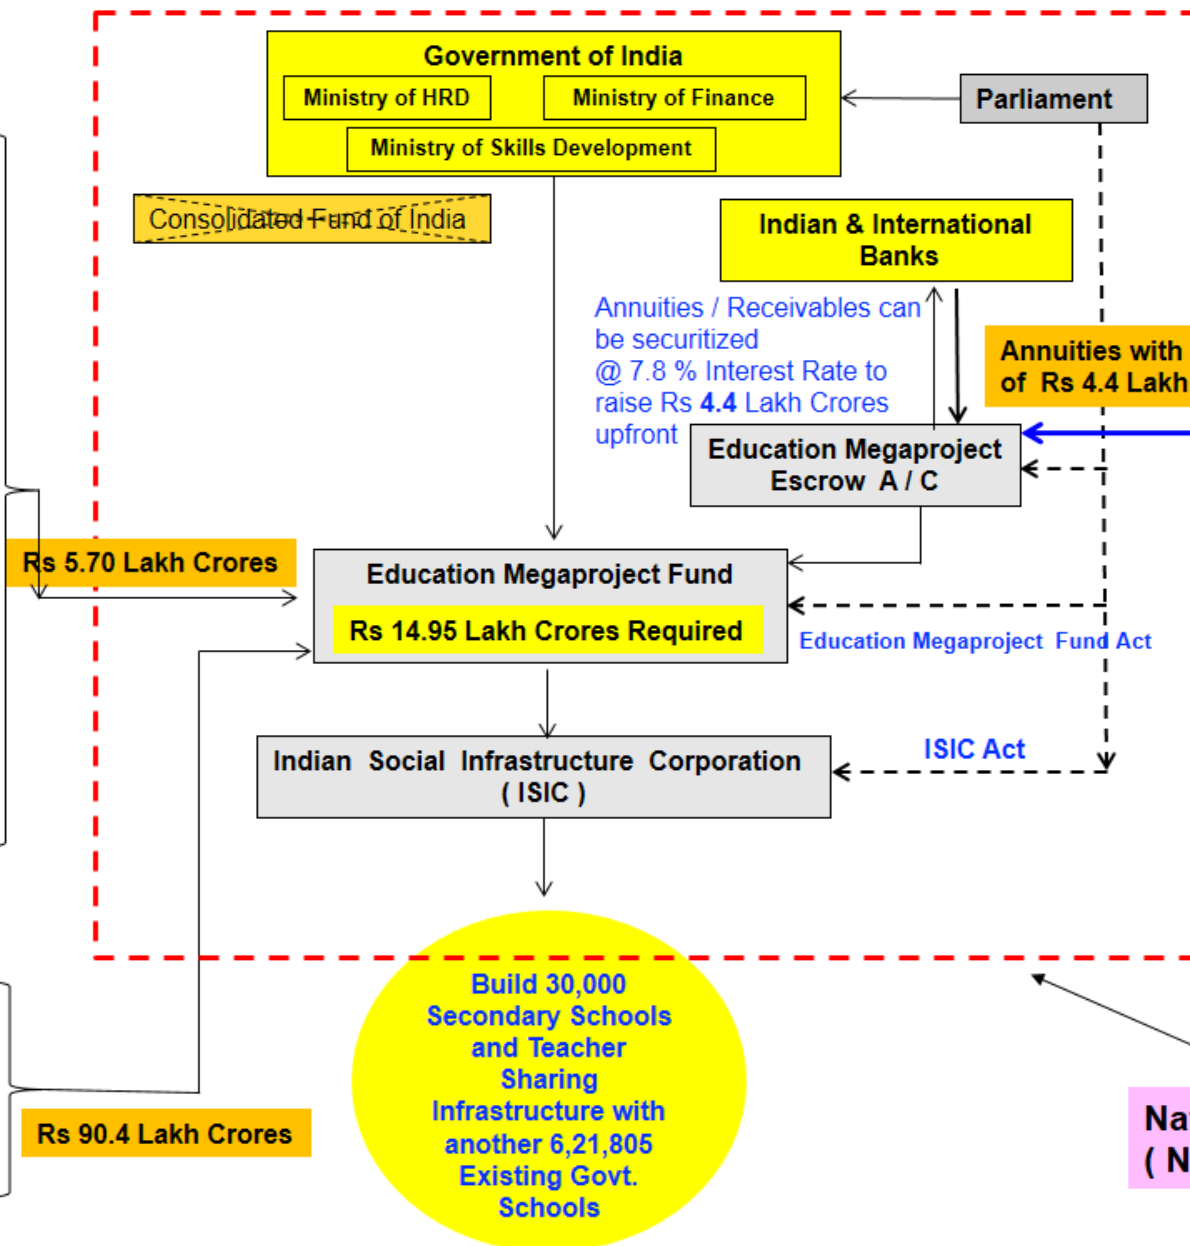 Government of India
Ministry of HRD
Ministry of Finance
Parliament
Ministry of Skills Development
Consolidated Fund of India
Indian & International
Banks
Annuities / Receivables can
be securitized
@ 7.8 % Interest Rate to
raise Rs 4.4 Lakh Crores
upfront
Annuities with
of Rs 4.4 Lakh
Education Megaproject
Escrow A / C
Rs 5.70 Lakh Crores
Education Megaproject Fund
Rs 14.95 Lakh Crores Required
Education Megaproject Fund Act
Indian Social Infrastructure Corporation
( ISIC )
ISIC Act
Build 30,000
Secondary Schools
and Teacher
Sharing
Infrastructure with
another 6,21,805
Existing Govt.
Schools
Rs 90.4 Lakh Crores